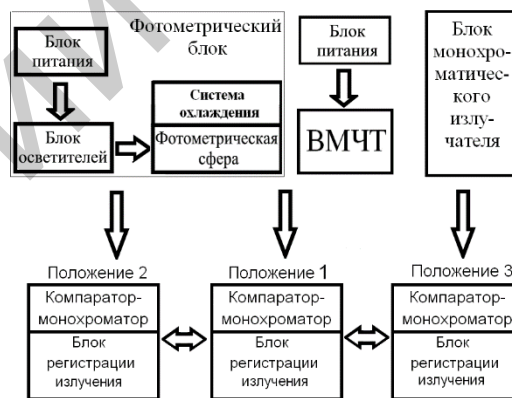 Фотометрический
блок
Блок
питания
Система
охлаждения
Блок
осветителей
Фотометрическая
сфера
Блок
питания
ВМЧТ
Блок
монохро-
матичес-
кого
излу-
чателя
Положение 2
Компаратор-
монохроматор
Блок
регистрации
излучения
Положение 1
Компаратор-
монохроматор
Блок
регистрации
излучения
Положение 3
Компаратор-
монохроматор
Блок
регистрации
излучения